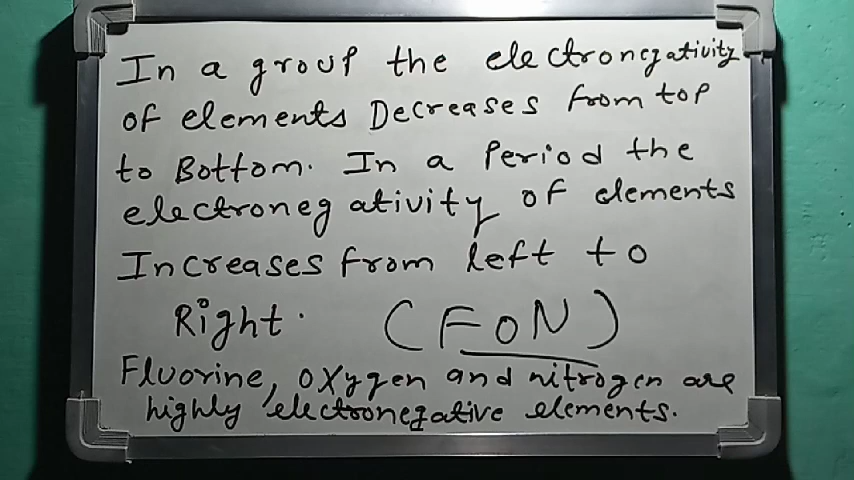 In a group the electronegativity
of elements Decreases from top
to Bottom. In a Period the
electronegativity of elements
Increases from left to
Right. (FON)
Fluorine, oxygen and nitrogen are
highly electronegative elements.